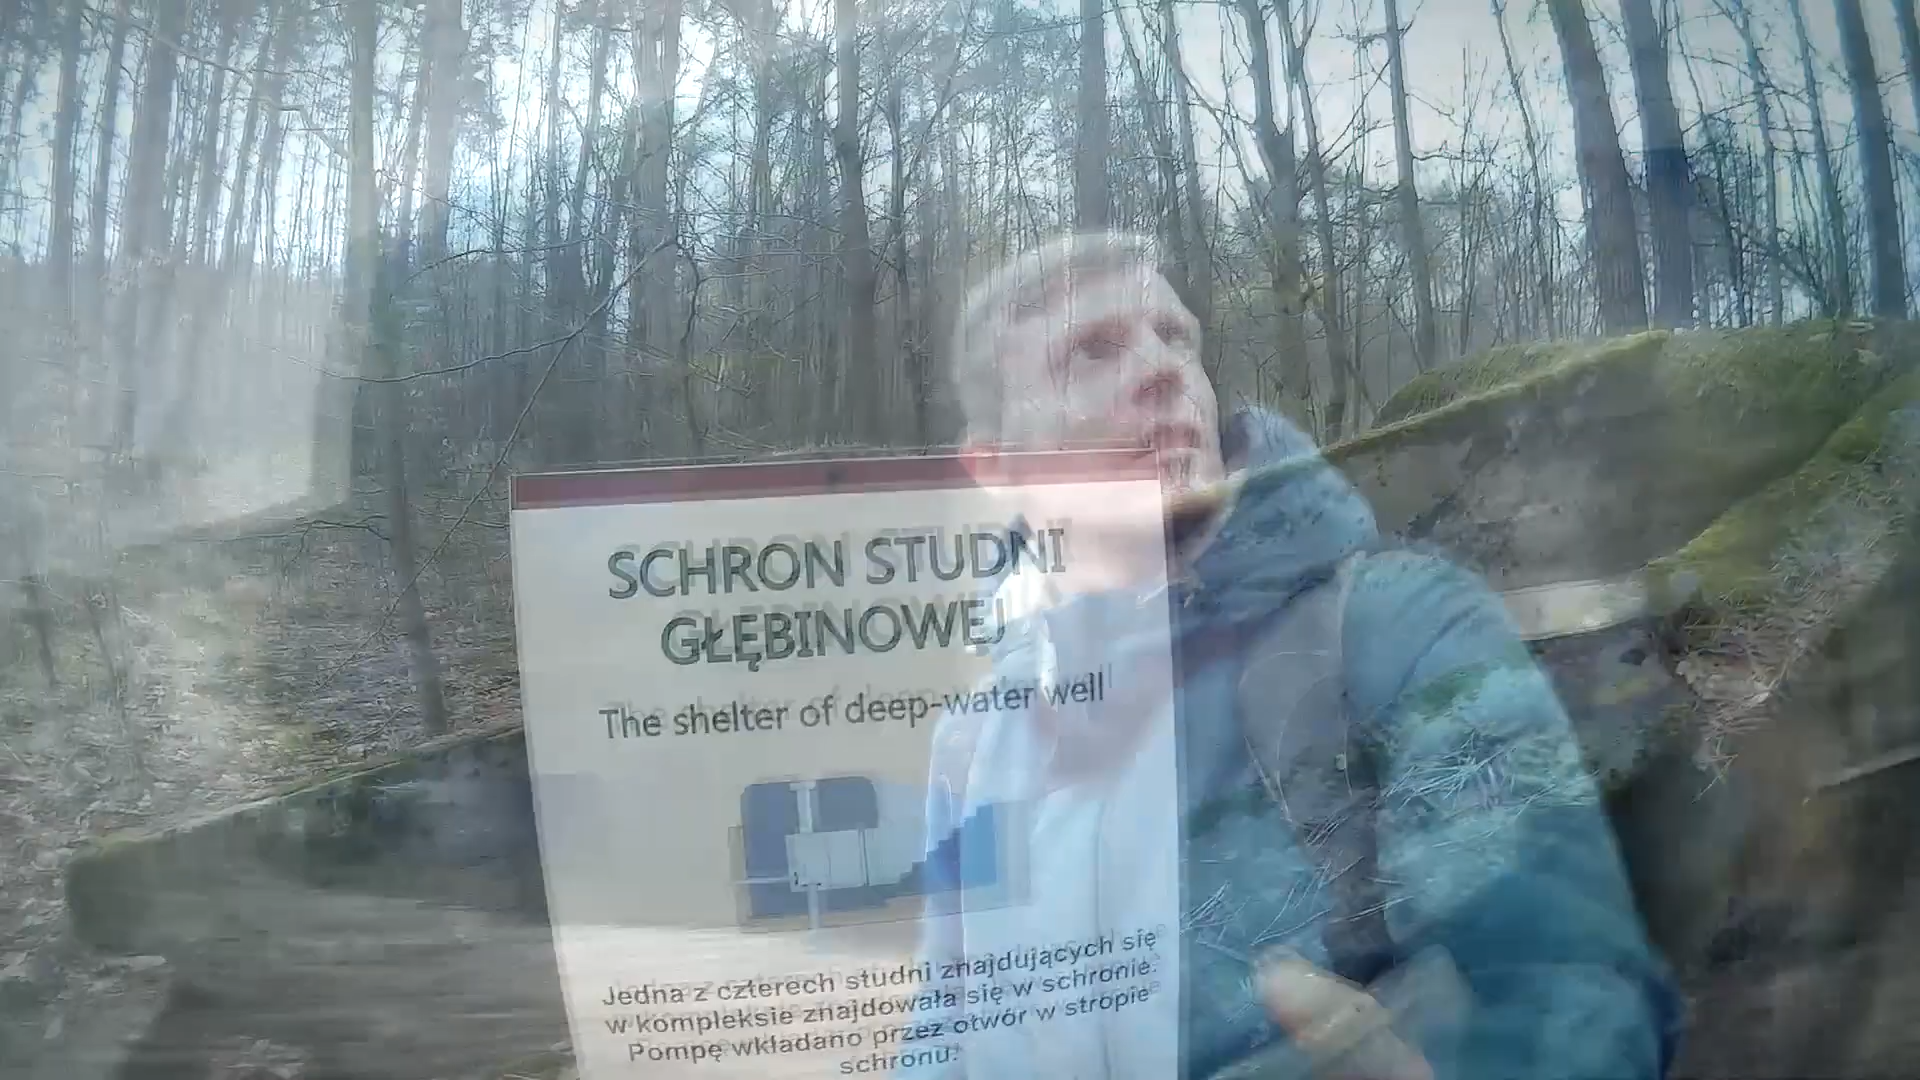 SCHRON STUDNI
GŁĘBINOWEJ
The shelter of deep-water well
Jedna z czterech studni znajdujących się
w kompleksie znajdowała się w schronie.
Pompę wkładano przez otwór w stropie
schronu.